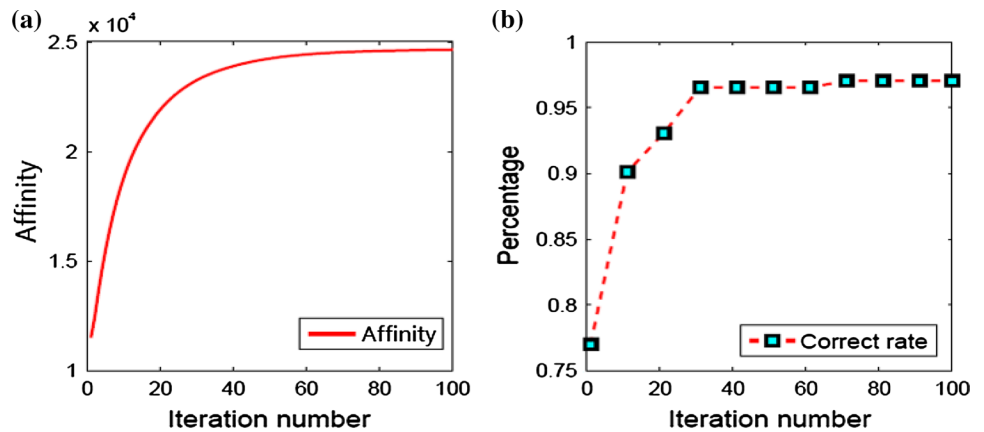 (a)
x 10⁴
2.5
2
1.5
1
Affinity
0 20 40 60 80 100
Iteration number
Affinity
(b)
1
0.95
0.9
0.85
0.8
0.75
Percentage
0 20 40 60 80 100
Iteration number
Correct rate